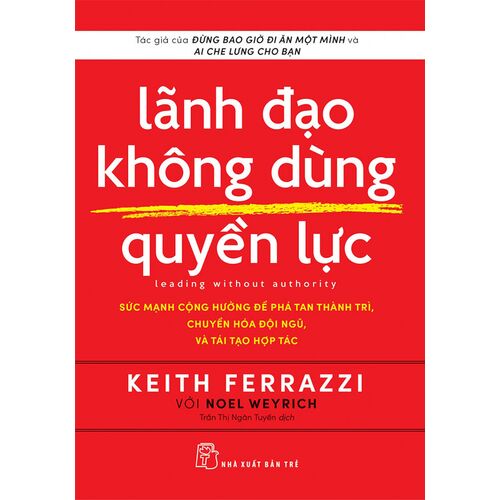 Tác giả của ĐỪNG BAO GIỜ ĐI ĂN MỘT MÌNH và
AI CHE LƯNG CHO BẠN
lãnh đạo
không dùng
quyền lực
leading without authority
SỨC MẠNH CỘNG HƯỞNG ĐỂ PHÁ TAN THÀNH TRÌ,
CHUYỂN HÓA ĐỘI NGŨ,
VÀ TÁI TẠO HỢP TÁC
KEITH FERRAZZI
VỚI NOEL WEYRICH
Trần Thị Ngân Tuyến dịch
NHÀ XUẤT BẢN TRẺ